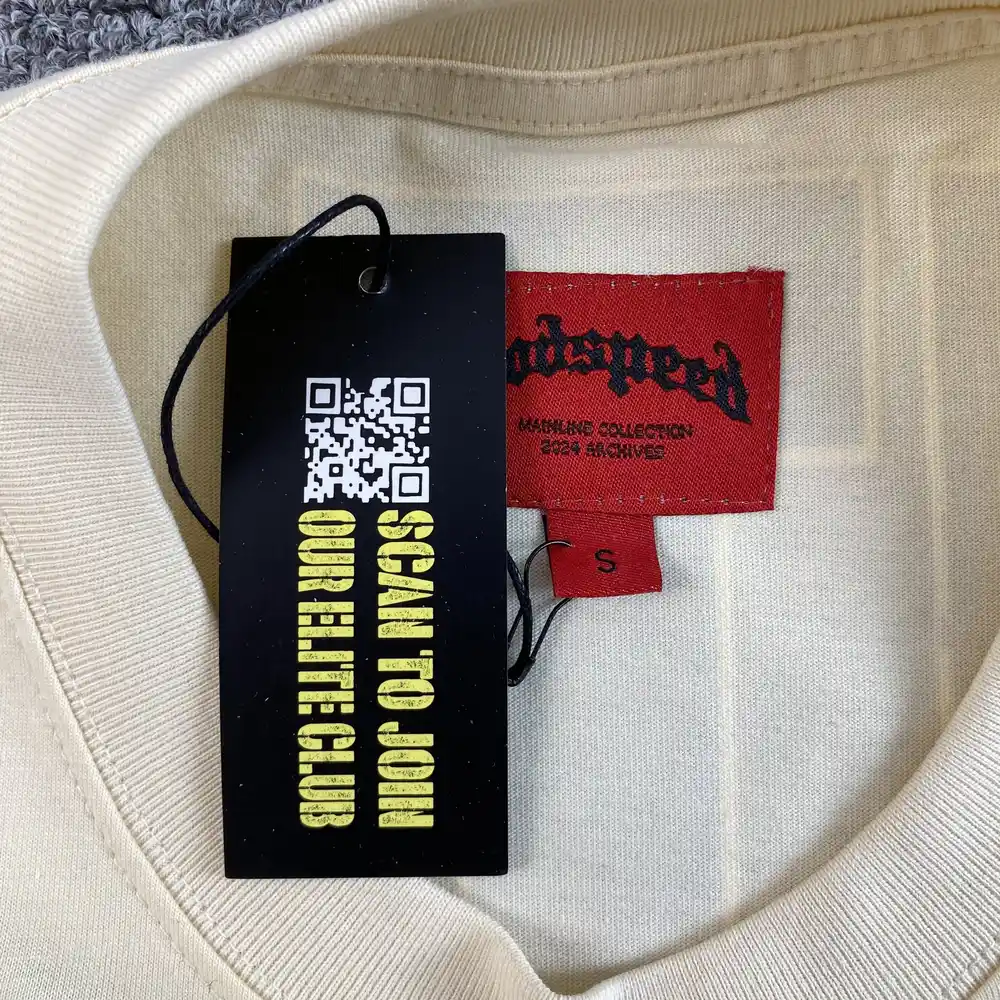 SCAN TO JOIN
OUR ELITE CLUB
odspeed
MAINLINE COLLECTION
2024 ARCHIVES
S